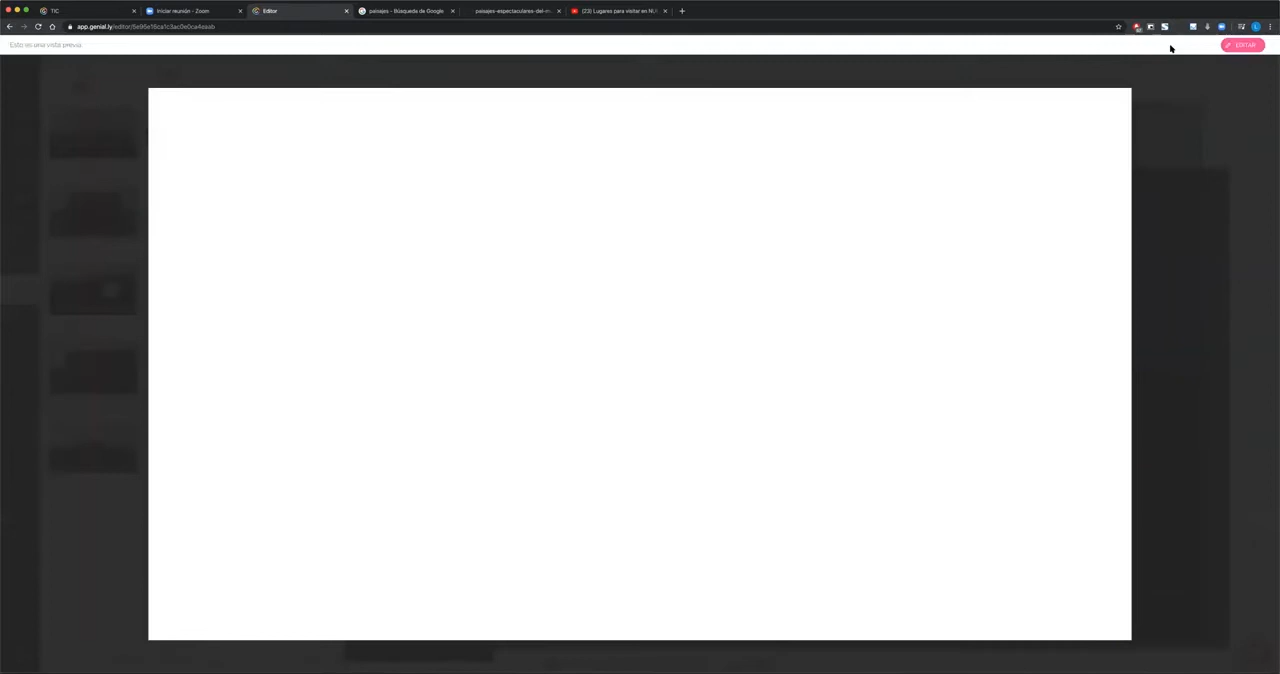 TIC
Iniciar reunión - Zoom
Editor
paisajes - Búsqueda de Google
paisajes-espectaculares-del-m
(23) Lugares para visitar en NU
app.genial.ly/editor/5e95e16ca1c3ac0e0ca4eaab
Esto es una vista previa
EDITAR